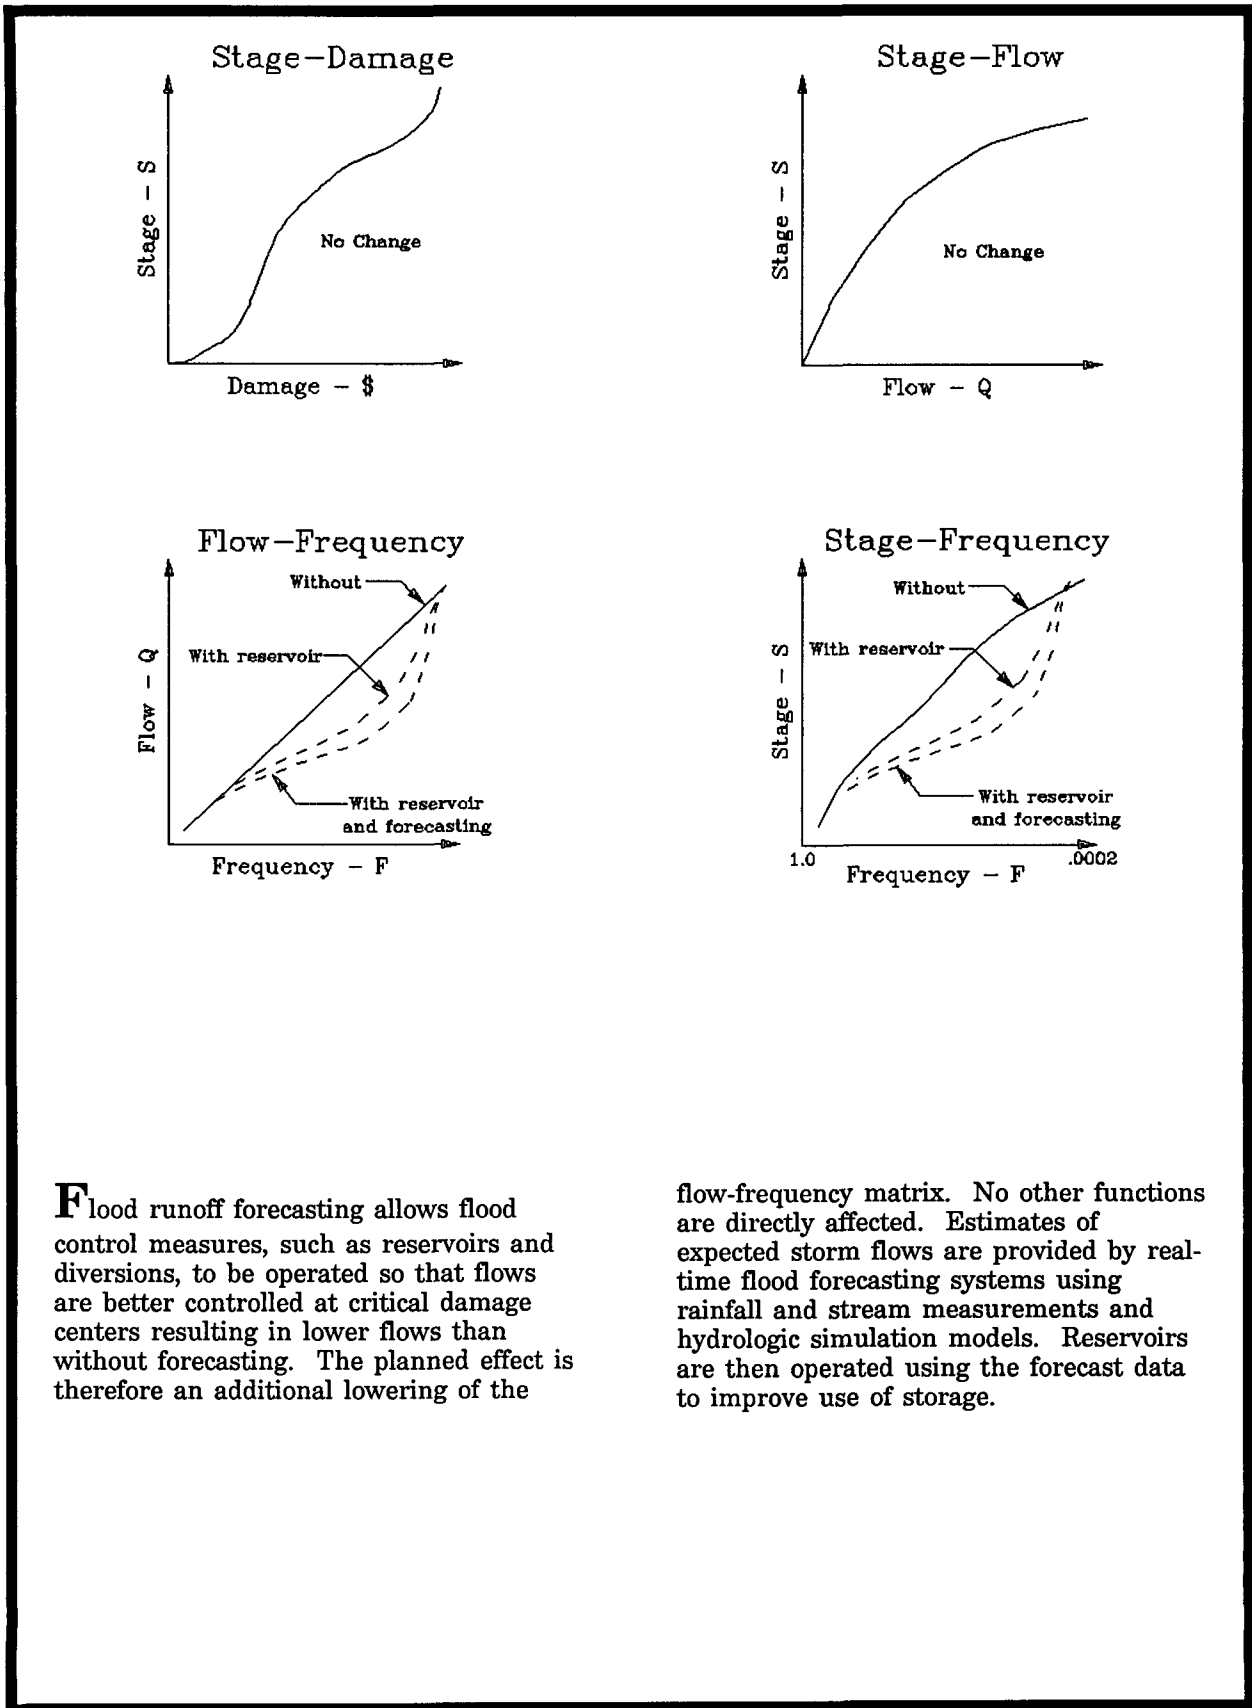 Stage-Damage
Stage - S
No Change
Damage - $
Stage-Flow
Stage - S
No Change
Flow - Q
Flow-Frequency
Without
With reservoir
Flow - Q
With reservoir
and forecasting
Frequency - F
Stage-Frequency
Without
With reservoir
Stage - S
With reservoir
and forecasting
1.0
.0002
Frequency - F
Flood runoff forecasting allows flood
control measures, such as reservoirs and
diversions, to be operated so that flows
are better controlled at critical damage
centers resulting in lower flows than
without forecasting. The planned effect is
therefore an additional lowering of the
flow-frequency matrix. No other functions
are directly affected. Estimates of
expected storm flows are provided by real-
time flood forecasting systems using
rainfall and stream measurements and
hydrologic simulation models. Reservoirs
are then operated using the forecast data
to improve use of storage.